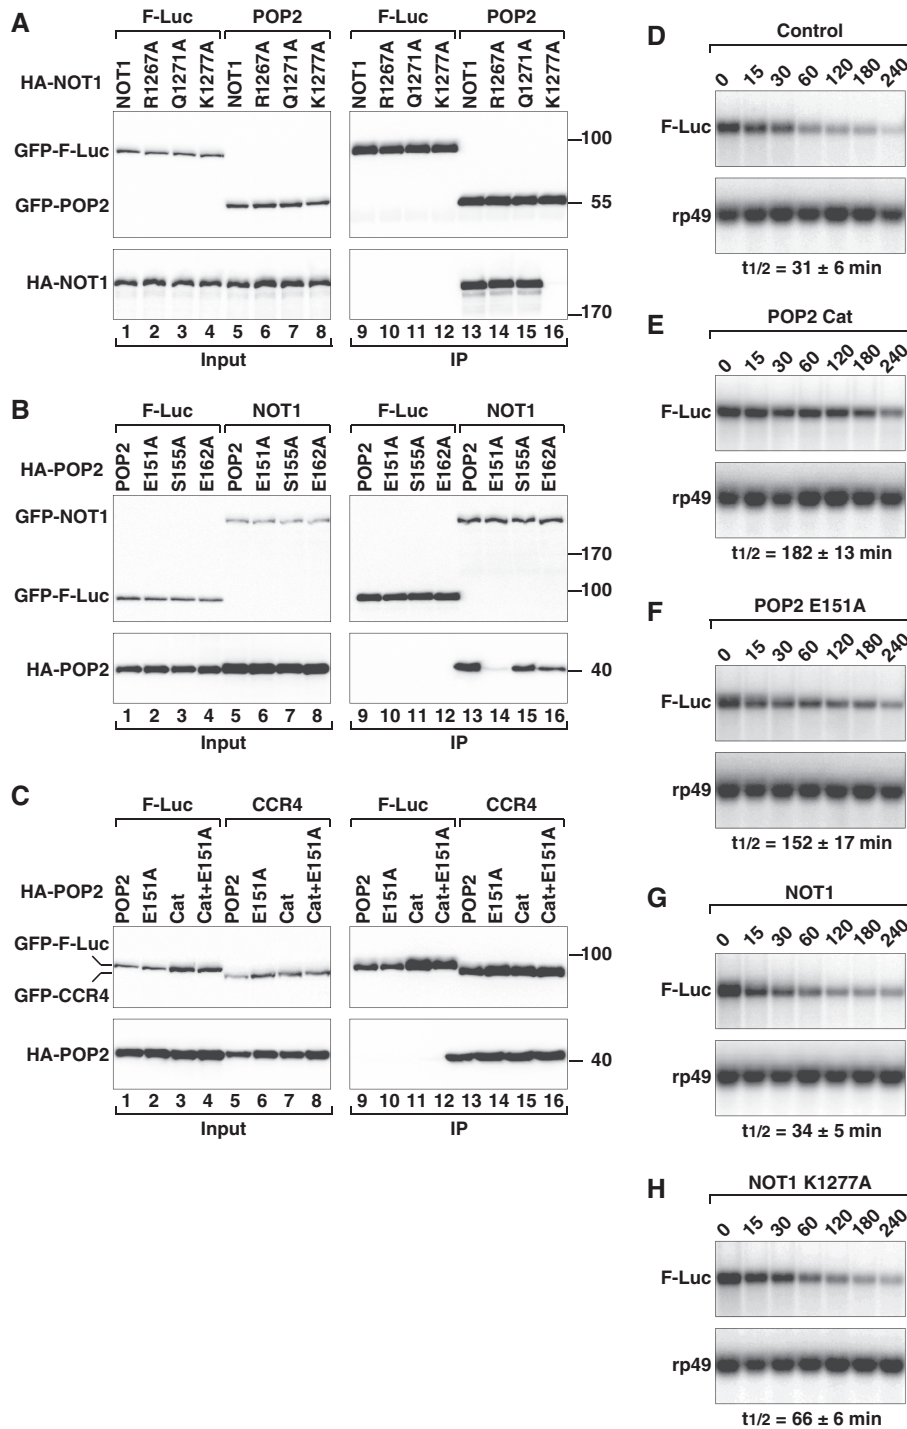 A
F-Luc POP2 F-Luc POP2
HA-NOT1
NOT1 R1267A Q1271A K1277A NOT1 R1267A Q1271A K1277A NOT1 R1267A Q1271A K1277A NOT1 R1267A Q1271A K1277A
GFP-F-Luc 100
GFP-POP2 55
HA-NOT1
170
1 2 3 4 5 6 7 8 9 10 11 12 13 14 15 16
Input IP
B
F-Luc NOT1 F-Luc NOT1
HA-POP2
POP2 E151A S155A E162A POP2 E151A S155A E162A POP2 E151A S155A E162A POP2 E151A S155A E162A
GFP-NOT1
170
GFP-F-Luc 100
HA-POP2 40
1 2 3 4 5 6 7 8 9 10 11 12 13 14 15 16
Input IP
C
F-Luc CCR4 F-Luc CCR4
HA-POP2
POP2 E151A Cat Cat+E151A POP2 E151A Cat Cat+E151A POP2 E151A Cat Cat+E151A POP2 E151A Cat Cat+E151A
GFP-F-Luc 100
GFP-CCR4
HA-POP2 40
1 2 3 4 5 6 7 8 9 10 11 12 13 14 15 16
Input IP
D
Control
0 15 30 60 120 180 240
F-Luc
rp49
t1/2 = 31 ± 6 min
E
POP2 Cat
0 15 30 60 120 180 240
F-Luc
rp49
t1/2 = 182 ± 13 min
F
POP2 E151A
0 15 30 60 120 180 240
F-Luc
rp49
t1/2 = 152 ± 17 min
G
NOT1
0 15 30 60 120 180 240
F-Luc
rp49
t1/2 = 34 ± 5 min
H
NOT1 K1277A
0 15 30 60 120 180 240
F-Luc
rp49
t1/2 = 66 ± 6 min